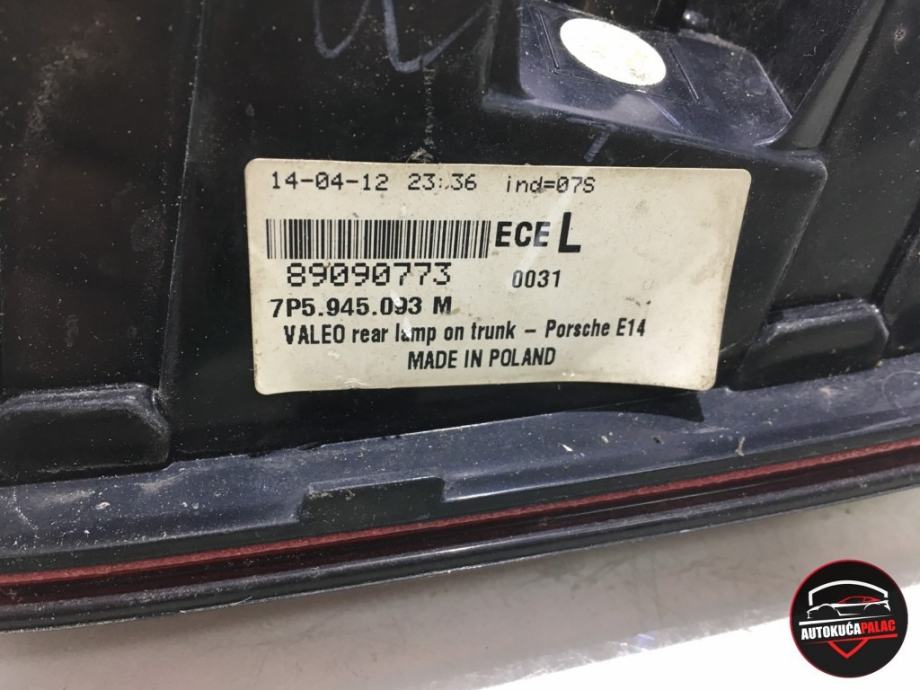 14-04-12 23:36 ind=07S
ECE L
89090773 0031
7P5.945.093 M
VALEO rear lamp on trunk - Porsche E14
MADE IN POLAND
AUTOKUĆAPALAC